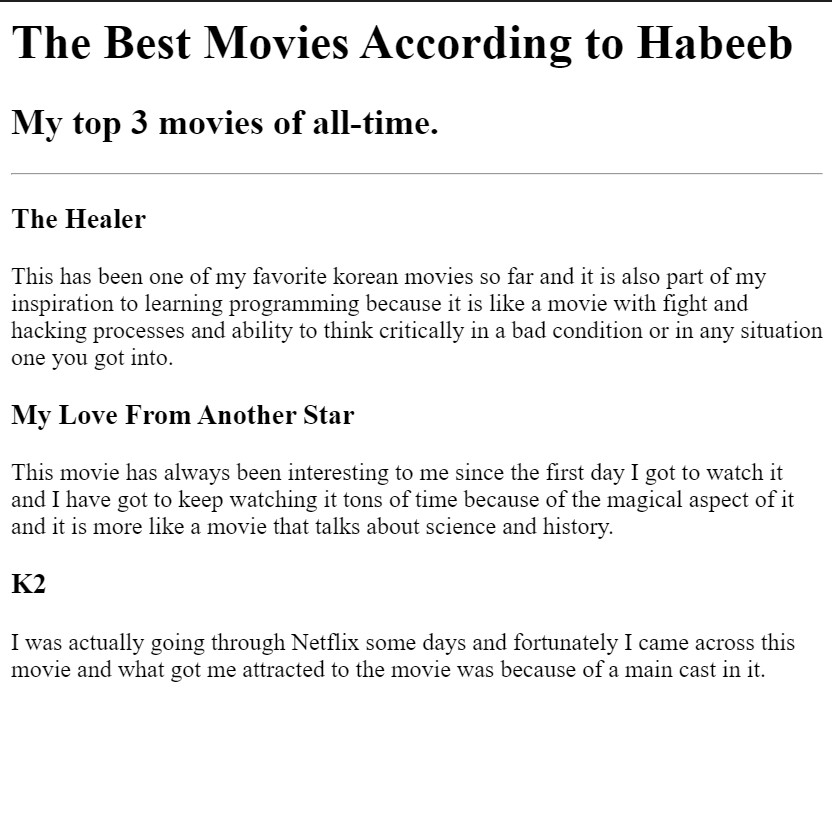 The Best Movies According to Habeeb
My top 3 movies of all-time.
The Healer
This has been one of my favorite korean movies so far and it is also part of my
inspiration to learning programming because it is like a movie with fight and
hacking processes and ability to think critically in a bad condition or in any situation
one you got into.
My Love From Another Star
This movie has always been interesting to me since the first day I got to watch it
and I have got to keep watching it tons of time because of the magical aspect of it
and it is more like a movie that talks about science and history.
K2
I was actually going through Netflix some days and fortunately I came across this
movie and what got me attracted to the movie was because of a main cast in it.